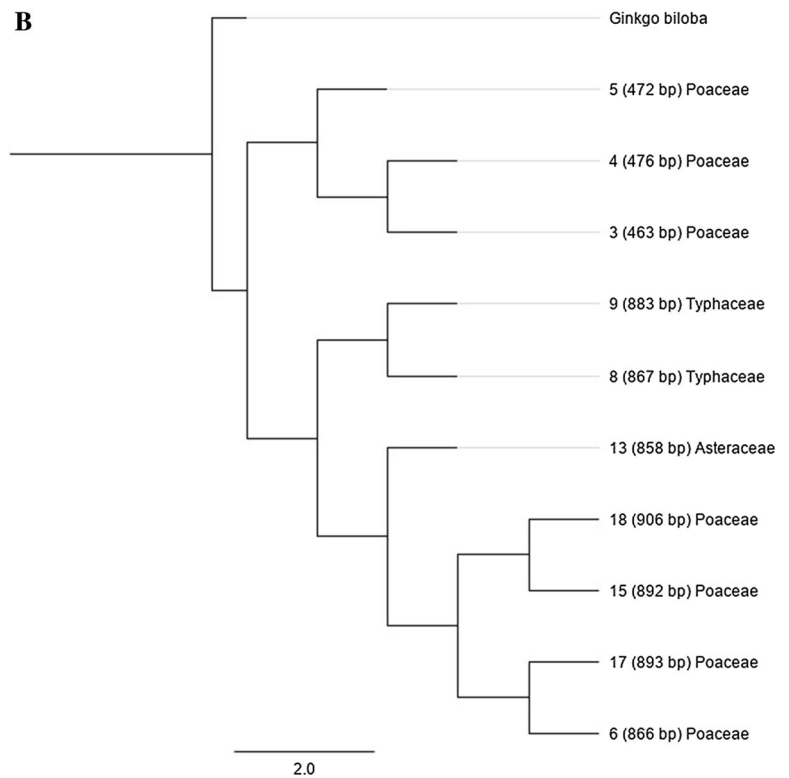 B
Ginkgo biloba
5 (472 bp) Poaceae
4 (476 bp) Poaceae
3 (463 bp) Poaceae
9 (883 bp) Typhaceae
8 (867 bp) Typhaceae
13 (858 bp) Asteraceae
18 (906 bp) Poaceae
15 (892 bp) Poaceae
17 (893 bp) Poaceae
6 (866 bp) Poaceae
2.0